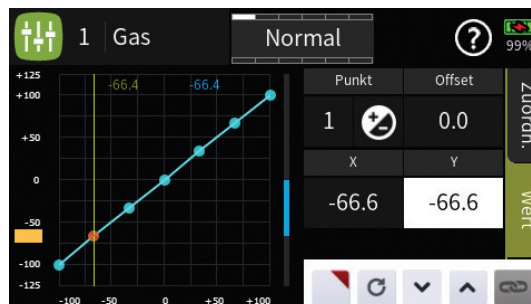 1 Gas Normal ? 99%
+125
+100
+50
0
-50
-100
-125
-66.4 -66.4
-100 -50 0 +50 +100
Punkt Offset
1 0.0
X Y
-66.6 -66.6
Zuordn.
Wert